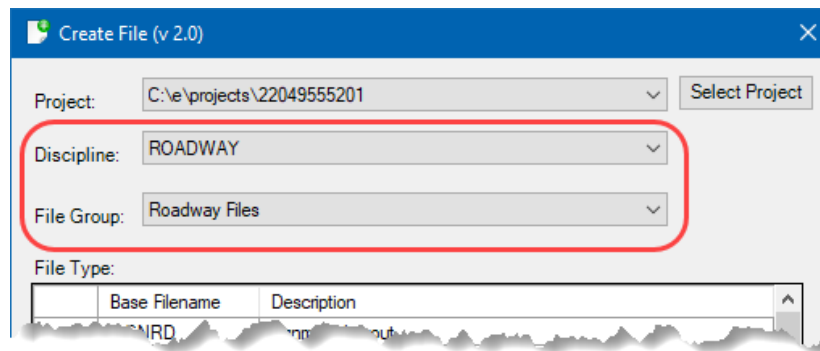 Create File (v 2.0)
Project: C:\e\projects\22049555201 Select Project
Discipline: ROADWAY
File Group: Roadway Files
File Type:
Base Filename Description